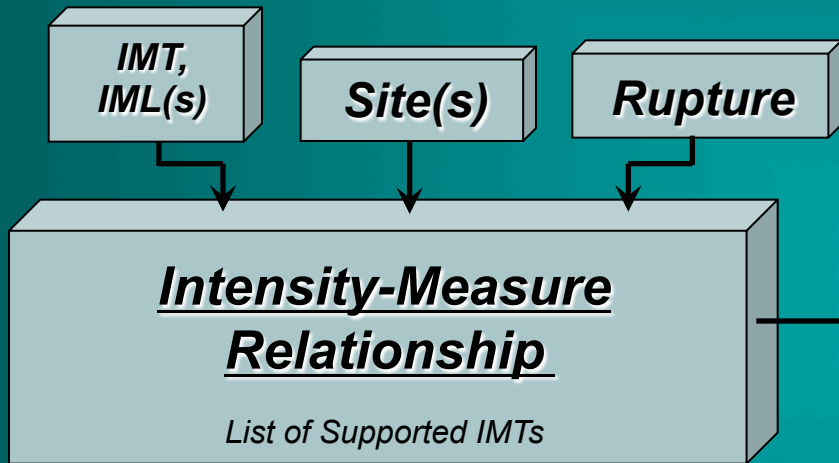 IMT,
IML(s)
Site(s)
Rupture
Intensity-Measure
Relationship
List of Supported IMTs